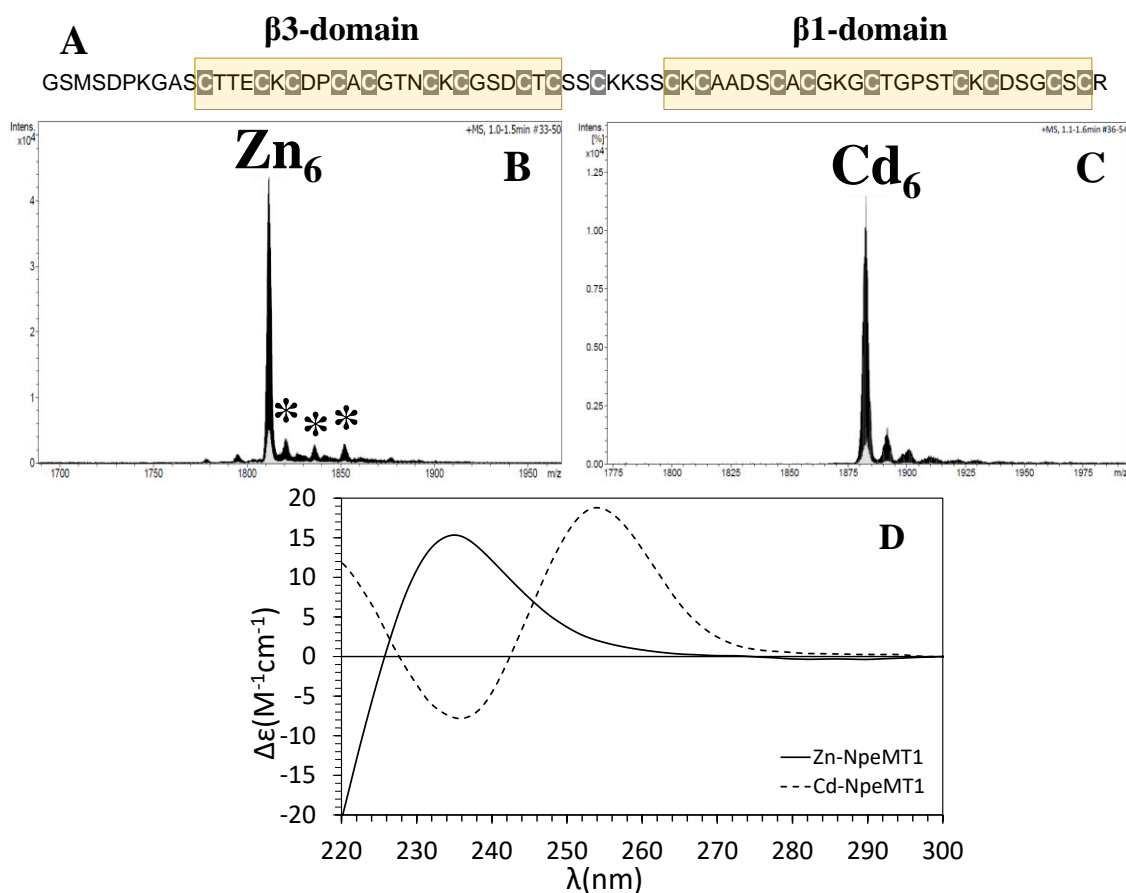 A
β3-domain
β1-domain
GSMSDPKGASCTTECKCDPCACGTNCKCGSDCTCSSCKKSSCKCAADSCACGKGCTGPSTCKCDSGCSCR
Intens.
x10⁴
+MS, 1.0-1.5min #33-50
Zn₆
B
4
3
2
1
0
* * *
1700 1750 1800 1850 1900 1950 m/z
Intens.
[%]
x10⁴
+MS, 1.1-1.6min #36-54
Cd₆
C
1.25
1.00
0.75
0.50
0.25
0.00
1775 1800 1825 1850 1875 1900 1925 1950 1975 m/z
D
20
15
10
5
0
-5
-10
-15
-20
Δε(M⁻¹cm⁻¹)
Zn-NpeMT1
Cd-NpeMT1
220 230 240 250 260 270 280 290 300
λ(nm)